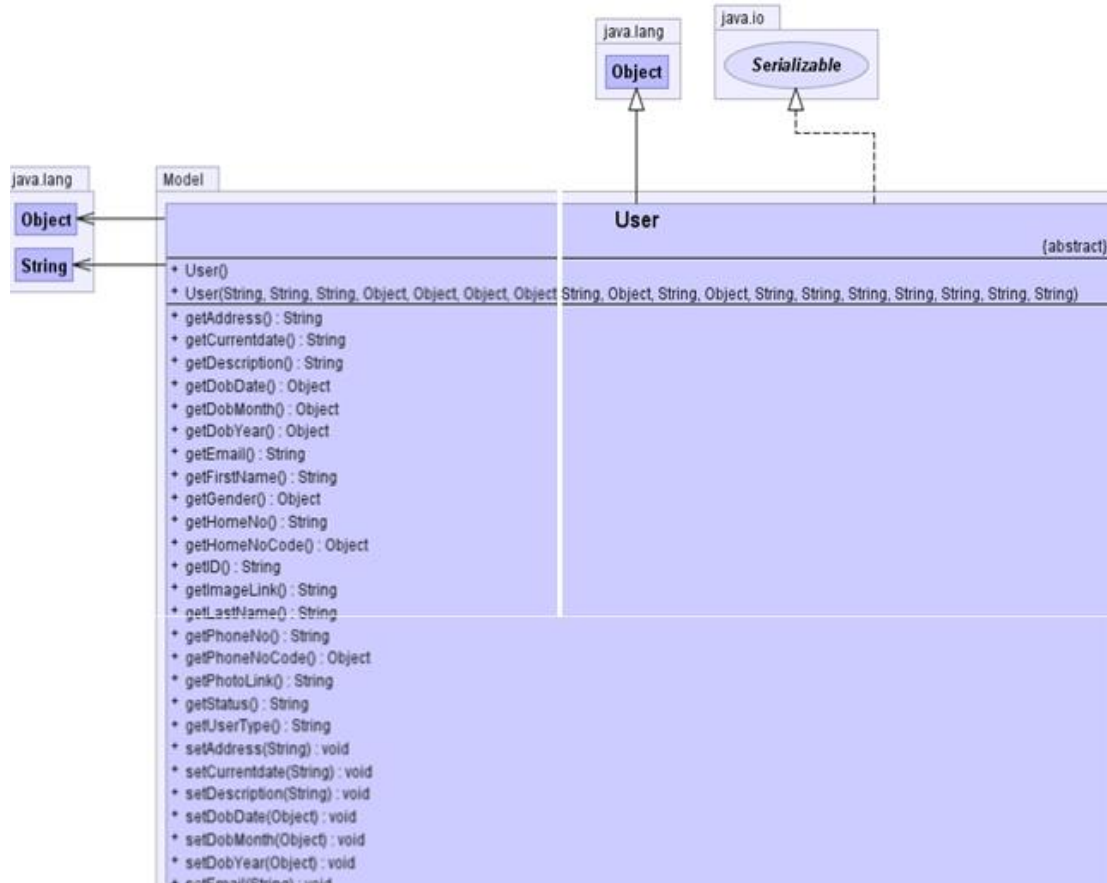 java.lang
java.io
Object
Serializable
java.lang
Model
Object
String
User
{abstract}
+ User()
+ User(String, String, String, Object, Object, Object, Object String, Object, String, Object, String, String, String, String, String, String, String)
+ getAddress() : String
+ getCurrentdate() : String
+ getDescription() : String
+ getDobDate() : Object
+ getDobMonth() : Object
+ getDobYear() : Object
+ getEmail() : String
+ getFirstName() : String
+ getGender() : Object
+ getHomeNo() : String
+ getHomeNoCode() : Object
+ getID() : String
+ getImageLink() : String
+ getLastName() : String
+ getPhoneNo() : String
+ getPhoneNoCode() : Object
+ getPhotoLink() : String
+ getStatus() : String
+ getUserType() : String
+ setAddress(String) : void
+ setCurrentdate(String) : void
+ setDescription(String) : void
+ setDobDate(Object) : void
+ setDobMonth(Object) : void
+ setDobYear(Object) : void
+ setEmail(String) : void